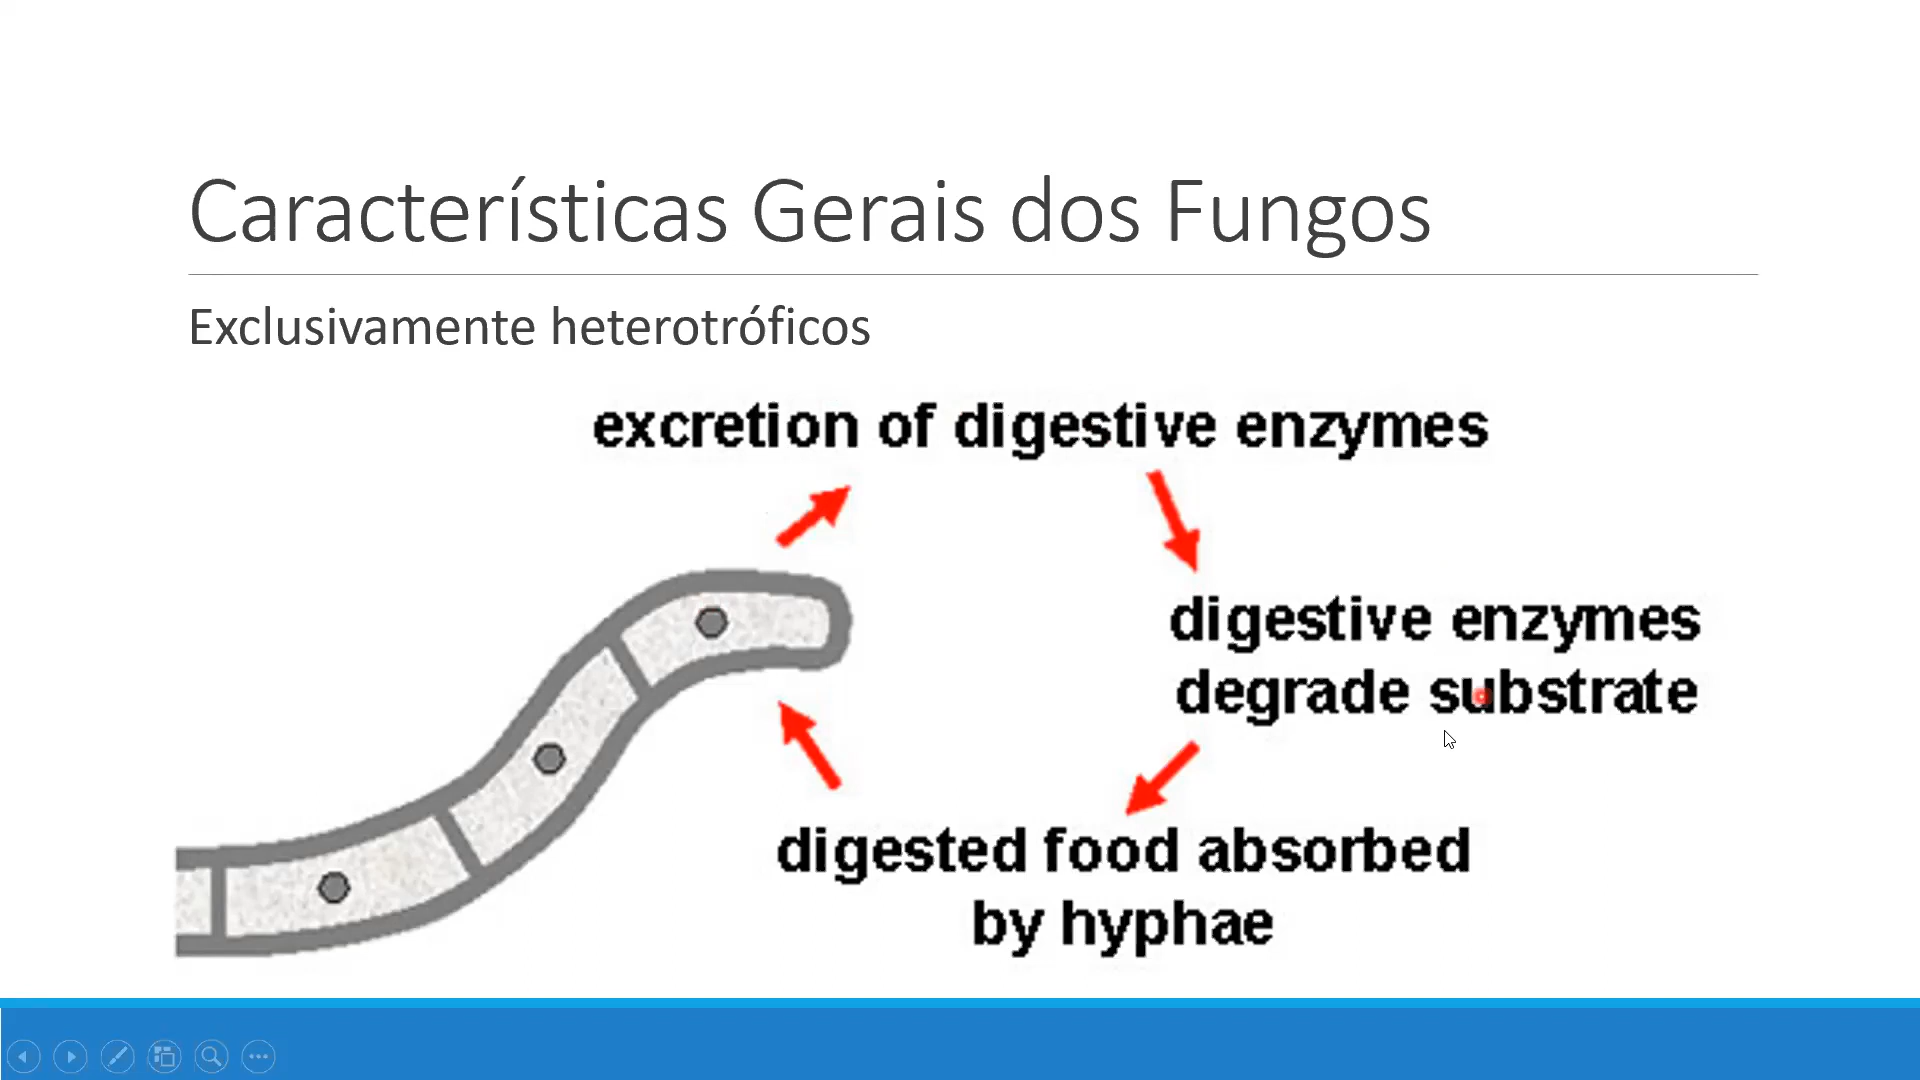 Características Gerais dos Fungos
Exclusivamente heterotróficos
excretion of digestive enzymes
digestive enzymes
degrade substrate
digested food absorbed
by hyphae